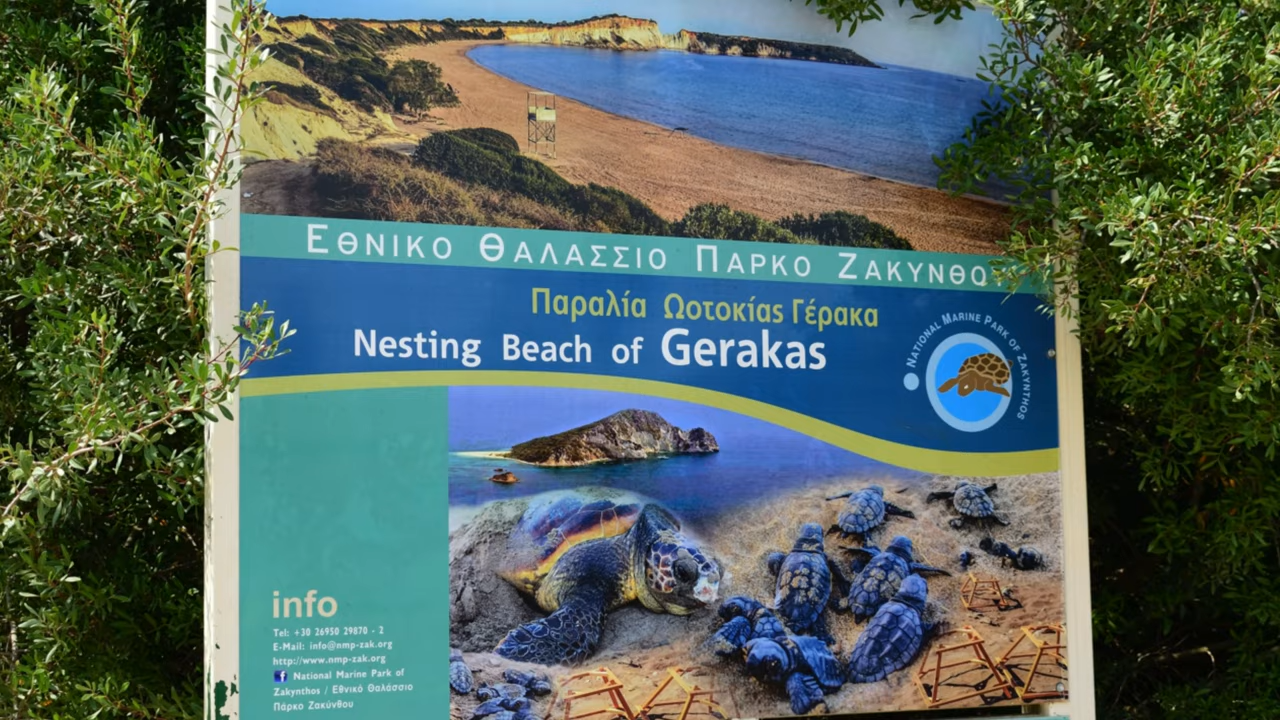 ΕΘΝΙΚΟ ΘΑΛΑΣΣΙΟ ΠΑΡΚΟ ΖΑΚΥΝΘΟΥ
Παραλία Ωοτοκίας Γέρακα
Nesting Beach of Gerakas
NATIONAL MARINE PARK OF ZAKYNTHOS
info
Tel: +30 26950 29870 - 2
E-Mail: info@nmp-zak.org
http://www.nmp-zak.org
f National Marine Park of
Zakynthos / Εθνικό Θαλάσσιο
Πάρκο Ζακύνθου